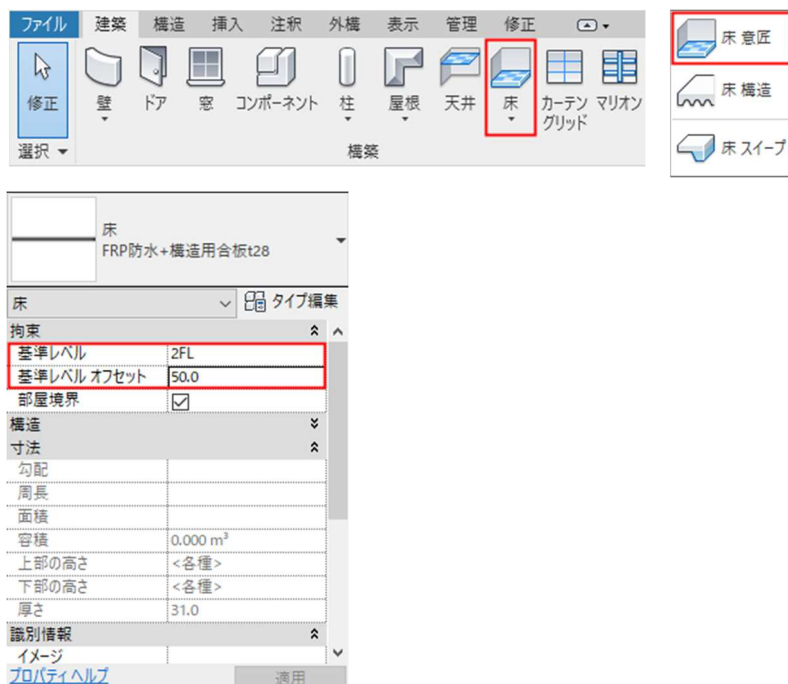 ファイル 建築 構造 挿入 注釈 外構 表示 管理 修正
修正 壁 ドア 窓 コンポーネント 柱 屋根 天井 床 カーテン マリオン
グリッド
選択 構築
床 意匠
床 構造
床 スイープ
床
FRP防水+構造用合板t28
床 タイプ編集
拘束
基準レベル 2FL
基準レベル オフセット 50.0
部屋境界
構造
寸法
勾配
周長
面積
容積 0.000 m³
上部の高さ <各種>
下部の高さ <各種>
厚さ 31.0
識別情報
イメージ
プロパティヘルプ 適用